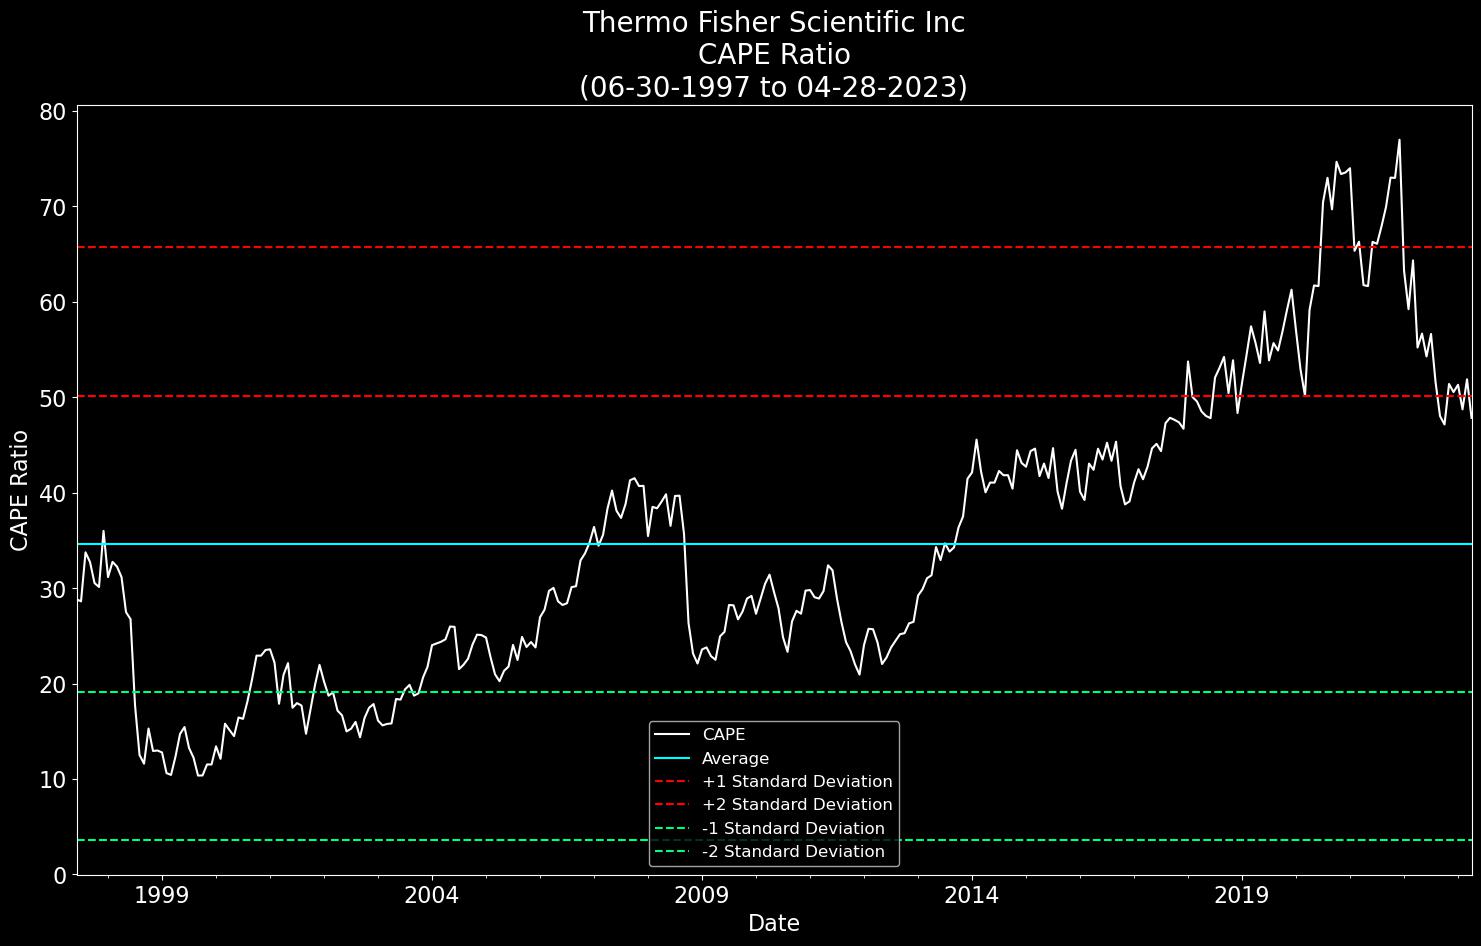 Thermo Fisher Scientific Inc
CAPE Ratio
(06-30-1997 to 04-28-2023)
80
70
60
50
40
30
20
10
0
CAPE Ratio
CAPE
Average
+1 Standard Deviation
+2 Standard Deviation
-1 Standard Deviation
-2 Standard Deviation
1999 2004 2009 2014 2019
Date